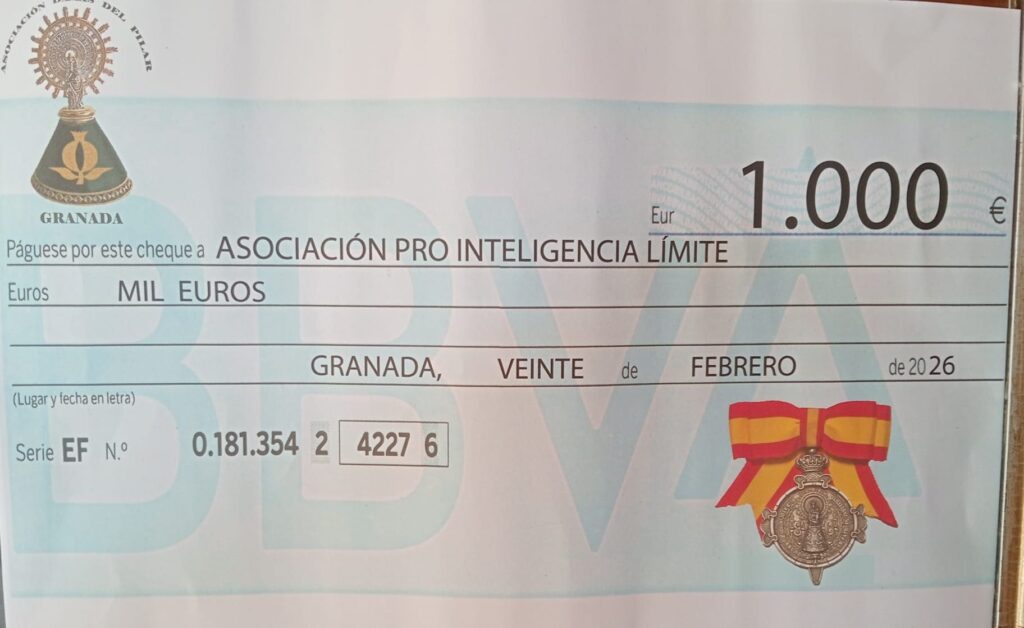 ASOCIACIÓN DAMAS DEL PILAR
GRANADA
BBVA
Eur 1.000 €
Páguese por este cheque a ASOCIACIÓN PRO INTELIGENCIA LÍMITE
Euros MIL EUROS
GRANADA, VEINTE de FEBRERO de 2026
(Lugar y fecha en letra)
Serie EF N.º 0.181.354 2 4227 6